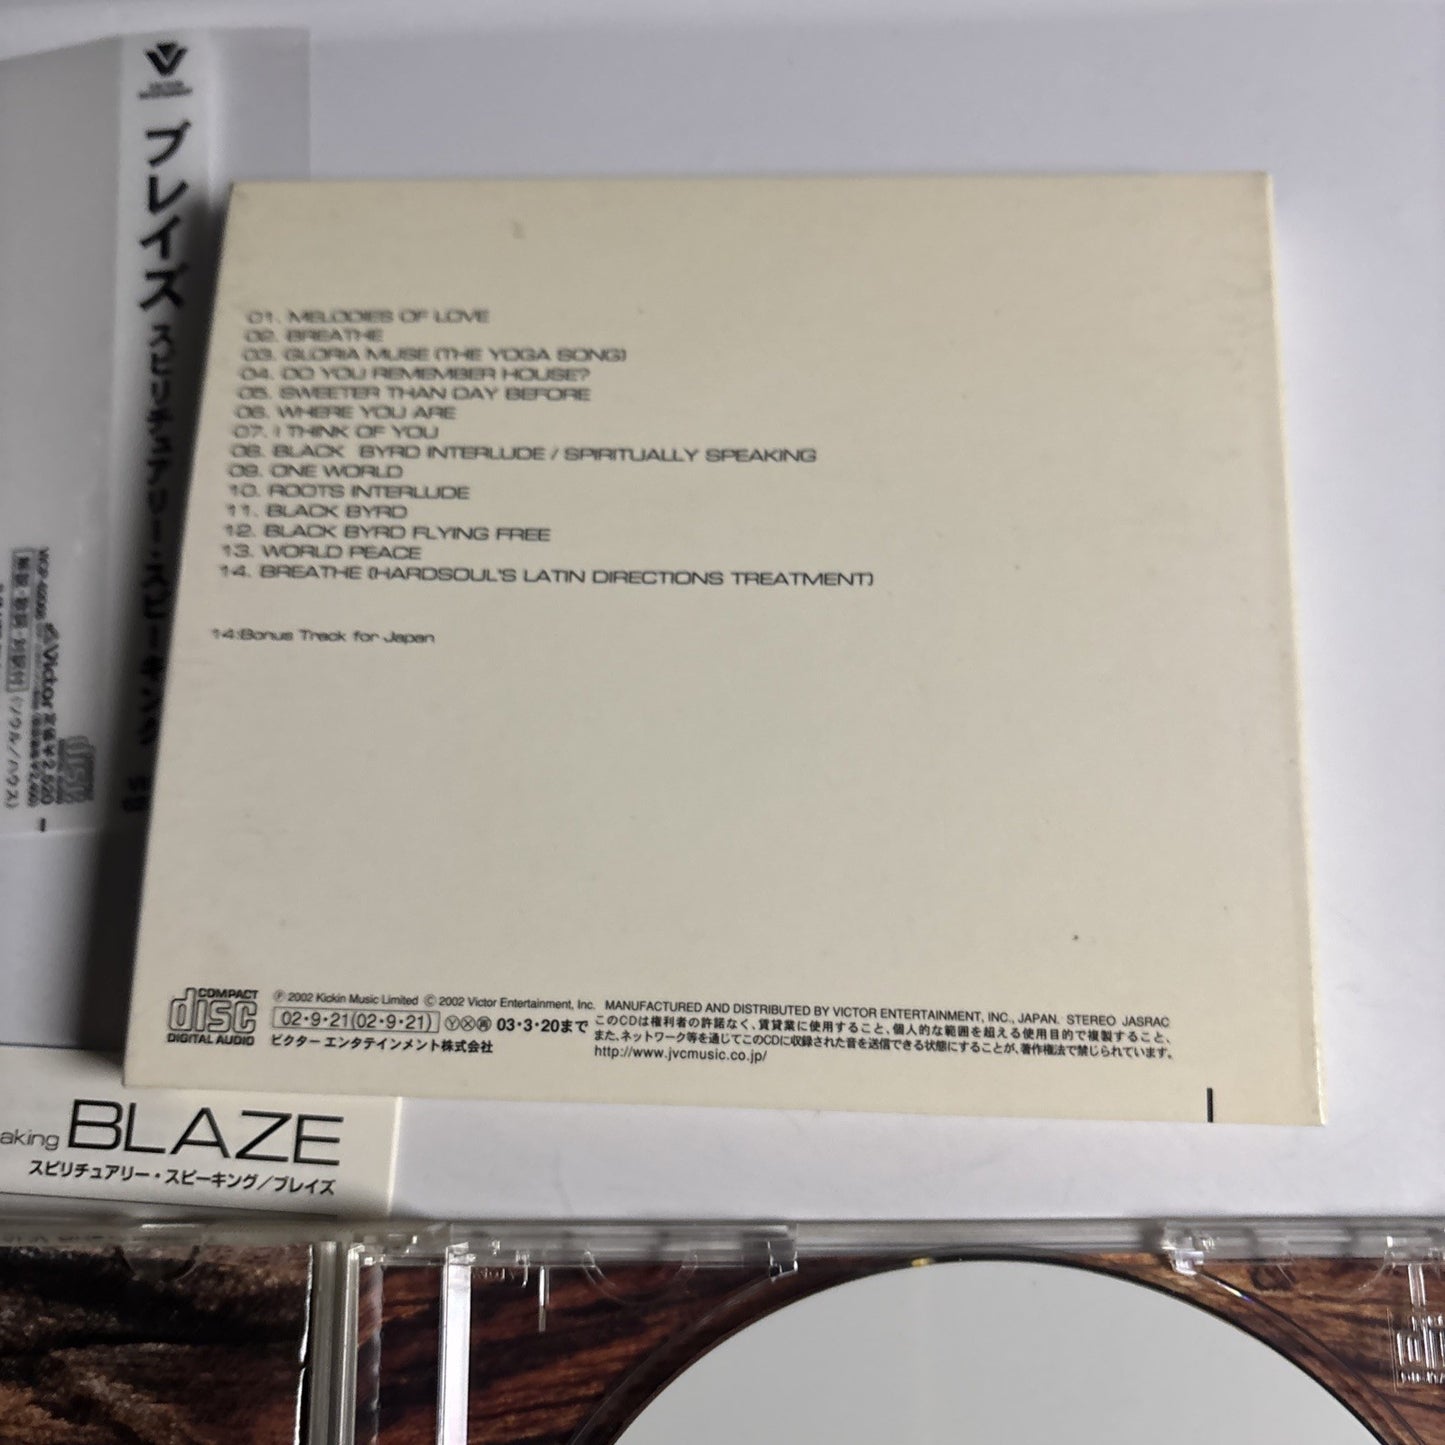 ブレイズ スピリチュアリー・スピーキング
Victor 定価¥2,520
01. MELODIES OF LOVE
02. BREATHE
03. GLORIA MUSE (THE YOGA SONG)
04. DO YOU REMEMBER HOUSE?
05. SWEETER THAN DAY BEFORE
06. WHERE YOU ARE
07. I THINK OF YOU
08. BLACK BYRD INTERLUDE / SPIRITUALLY SPEAKING
09. ONE WORLD
10. ROOTS INTERLUDE
11. BLACK BYRD
12. BLACK BYRD FLYING FREE
13. WORLD PEACE
14. BREATHE (HARDSOUL'S LATIN DIRECTIONS TREATMENT)
14:Bonus Track for Japan
COMPACT disc DIGITAL AUDIO
Ⓟ 2002 Kickin Music Limited Ⓒ 2002 Victor Entertainment, Inc. MANUFACTURED AND DISTRIBUTED BY VICTOR ENTERTAINMENT, INC., JAPAN. STEREO JASRAC
02・9・21(02・9・21) Ⓨ Ⓧ ㊢ 03・3・20まで
ビクター エンタテインメント株式会社
このCDは権利者の許諾なく、賃貸業に使用すること、個人的な範囲を超える使用目的で複製すること、
また、ネットワーク等を通じてこのCDに収録された音を送信できる状態にすることが、著作権法で禁じられています。
http://www.jvcmusic.co.jp/
aking BLAZE
スピリチュアリー・スピーキング／ブレイズ